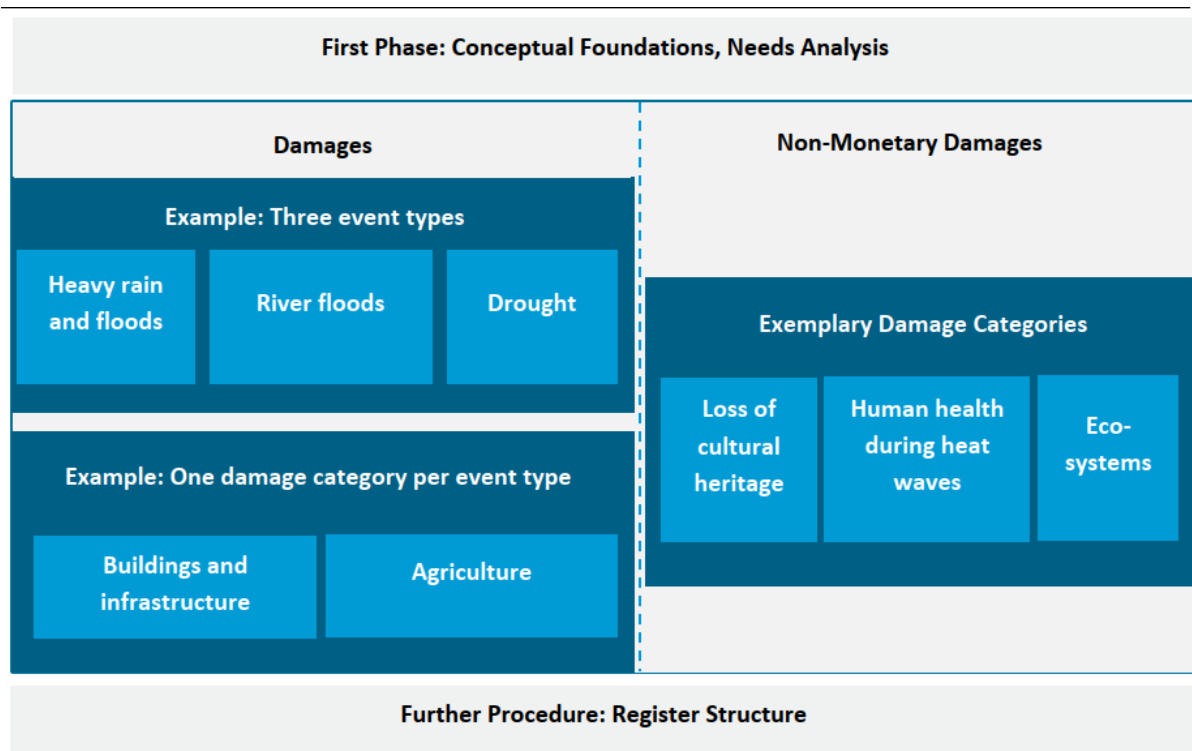 First Phase: Conceptual Foundations, Needs Analysis
Damages
Example: Three event types
Heavy rain
and floods
River floods
Drought
Example: One damage category per event type
Buildings and
infrastructure
Agriculture
Non-Monetary Damages
Exemplary Damage Categories
Loss of
cultural
heritage
Human health
during heat
waves
Eco-
systems
Further Procedure: Register Structure